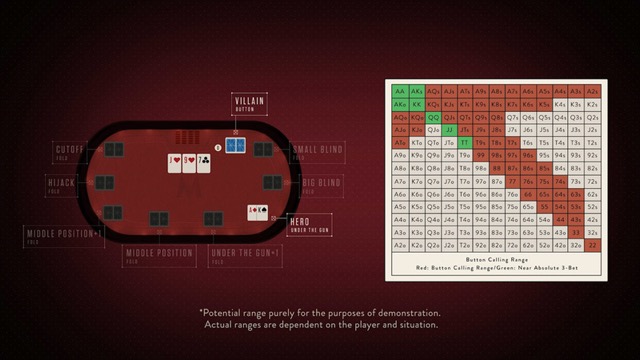 VILLAIN
BUTTON
CUTOFF
FOLD
SMALL BLIND
FOLD
HIJACK
FOLD
BIG BLIND
FOLD
MIDDLE POSITION+1
FOLD
MIDDLE POSITION
FOLD
UNDER THE GUN+1
FOLD
HERO
UNDER THE GUN
J 9 7
A K
AA AKs AQs AJs ATs A9s A8s A7s A6s A5s A4s A3s A2s
AKo KK KQs KJs KTs K9s K8s K7s K6s K5s K4s K3s K2s
AQo KQo QQ QJs QTs Q9s Q8s Q7s Q6s Q5s Q4s Q3s Q2s
AJo KJo QJo JJ JTs J9s J8s J7s J6s J5s J4s J3s J2s
ATo KTo QTo JTo TT T9s T8s T7s T6s T5s T4s T3s T2s
A9o K9o Q9o J9o T9o 99 98s 97s 96s 95s 94s 93s 92s
A8o K8o Q8o J8o T8o 98o 88 87s 86s 85s 84s 83s 82s
A7o K7o Q7o J7o T7o 97o 87o 77 76s 75s 74s 73s 72s
A6o K6o Q6o J6o T6o 96o 86o 76o 66 65s 64s 63s 62s
A5o K5o Q5o J5o T5o 95o 85o 75o 65o 55 54s 53s 52s
A4o K4o Q4o J4o T4o 94o 84o 74o 64o 54o 44 43s 42s
A3o K3o Q3o J3o T3o 93o 83o 73o 63o 53o 43o 33 32s
A2o K2o Q2o J2o T2o 92o 82o 72o 62o 52o 42o 32o 22
Button Calling Range
Red: Button Calling Range/Green: Near Absolute 3-Bet
*Potential range purely for the purposes of demonstration.
Actual ranges are dependent on the player and situation.